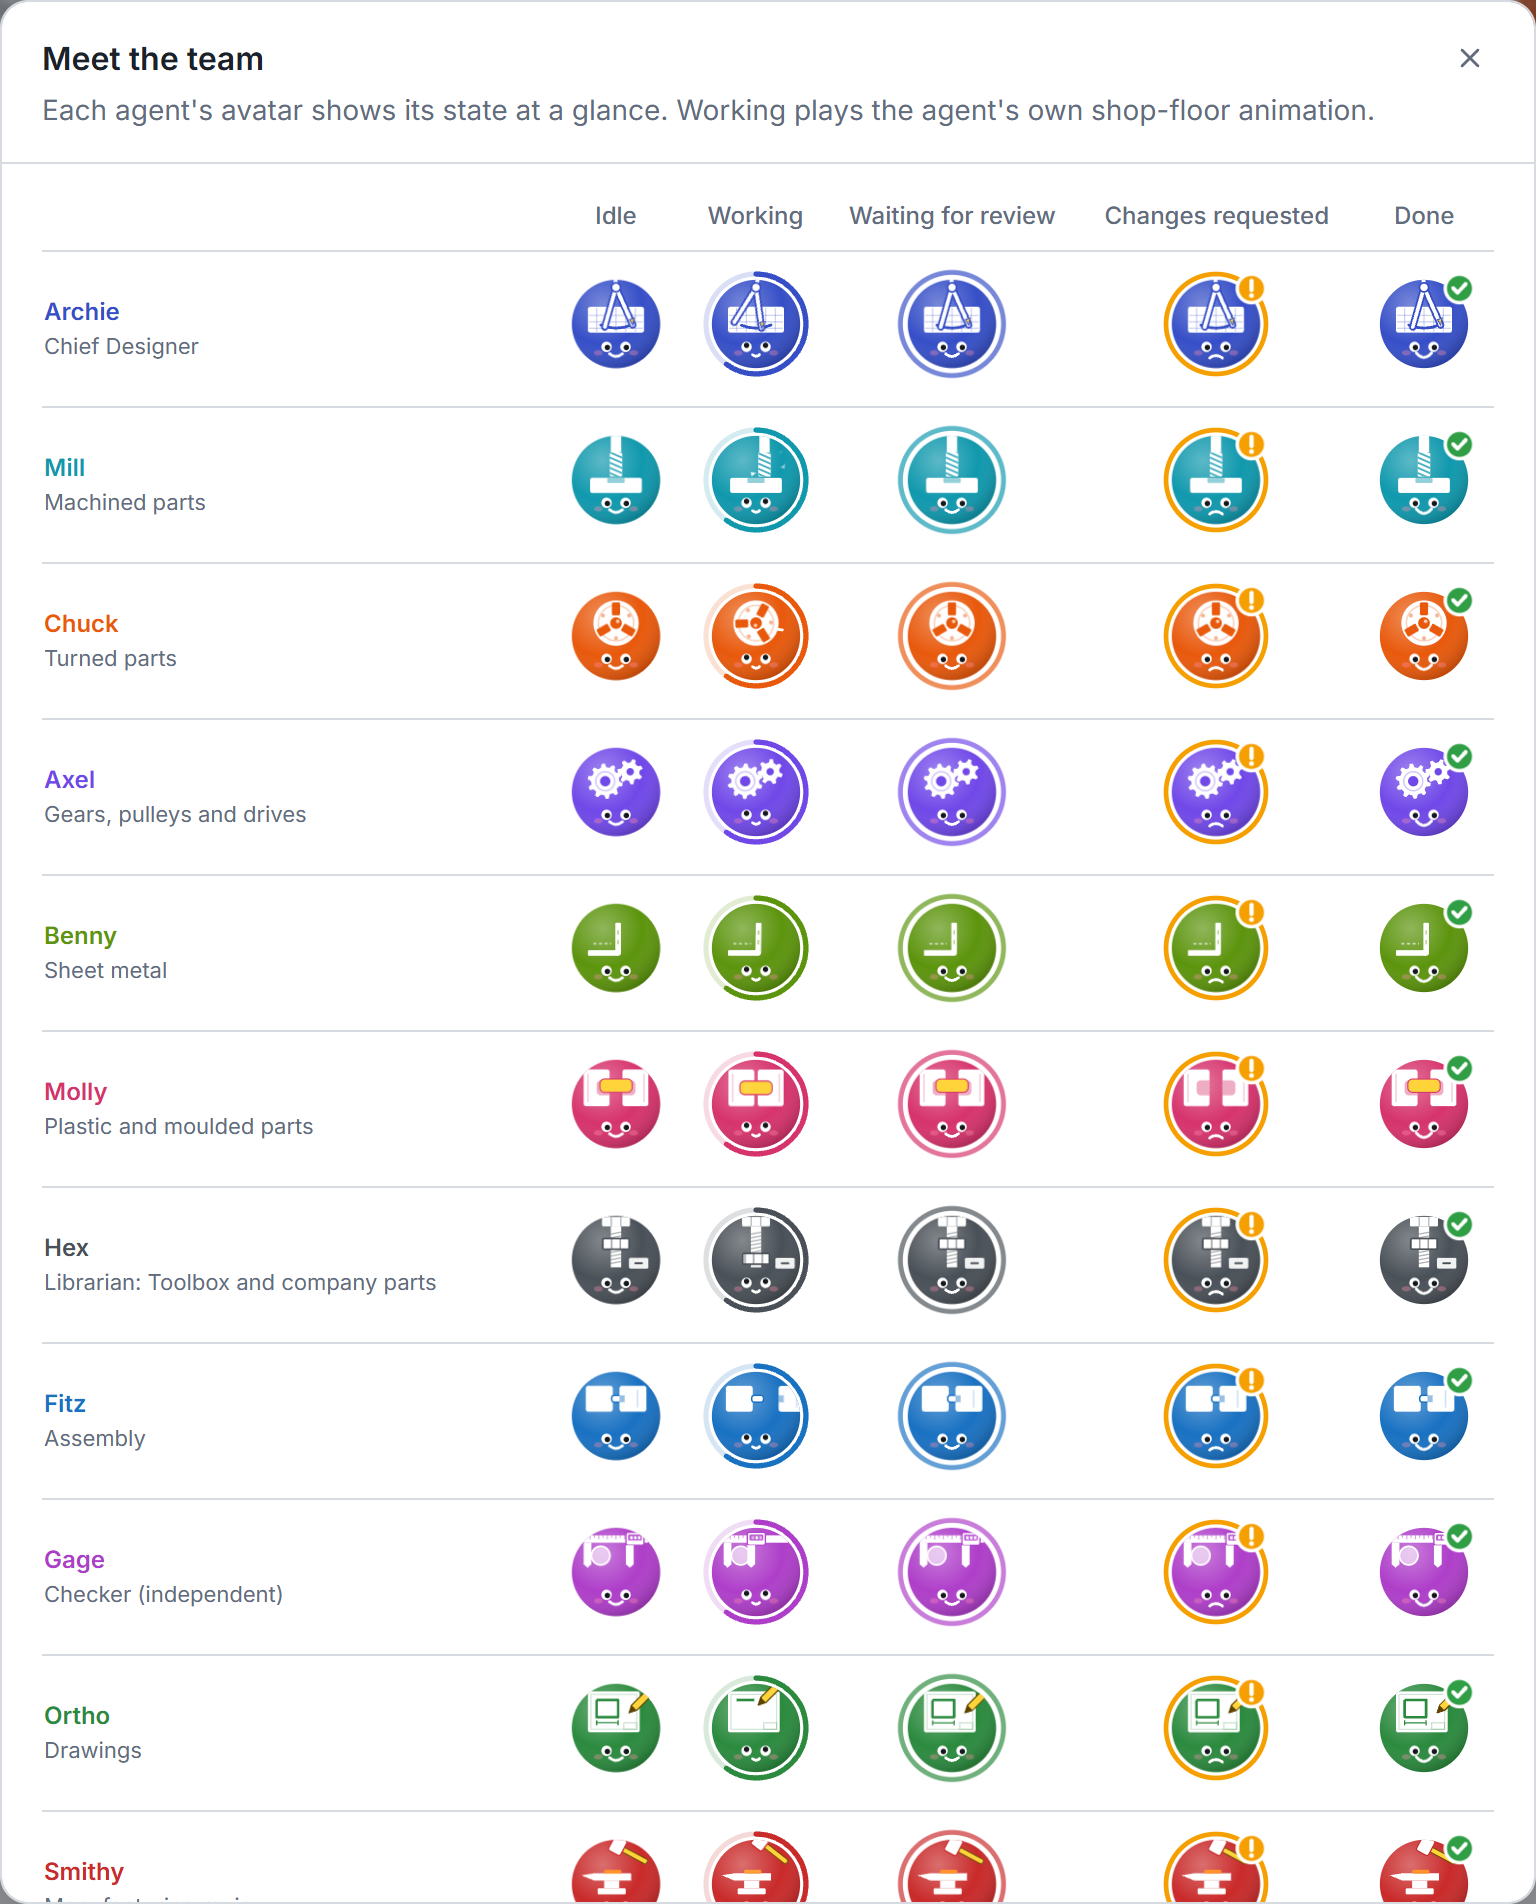 Meet the team
Each agent's avatar shows its state at a glance. Working plays the agent's own shop-floor animation.
Idle Working Waiting for review Changes requested Done
Archie
Chief Designer
Mill
Machined parts
Chuck
Turned parts
Axel
Gears, pulleys and drives
Benny
Sheet metal
Molly
Plastic and moulded parts
Hex
Librarian: Toolbox and company parts
Fitz
Assembly
Gage
Checker (independent)
Ortho
Drawings
Smithy